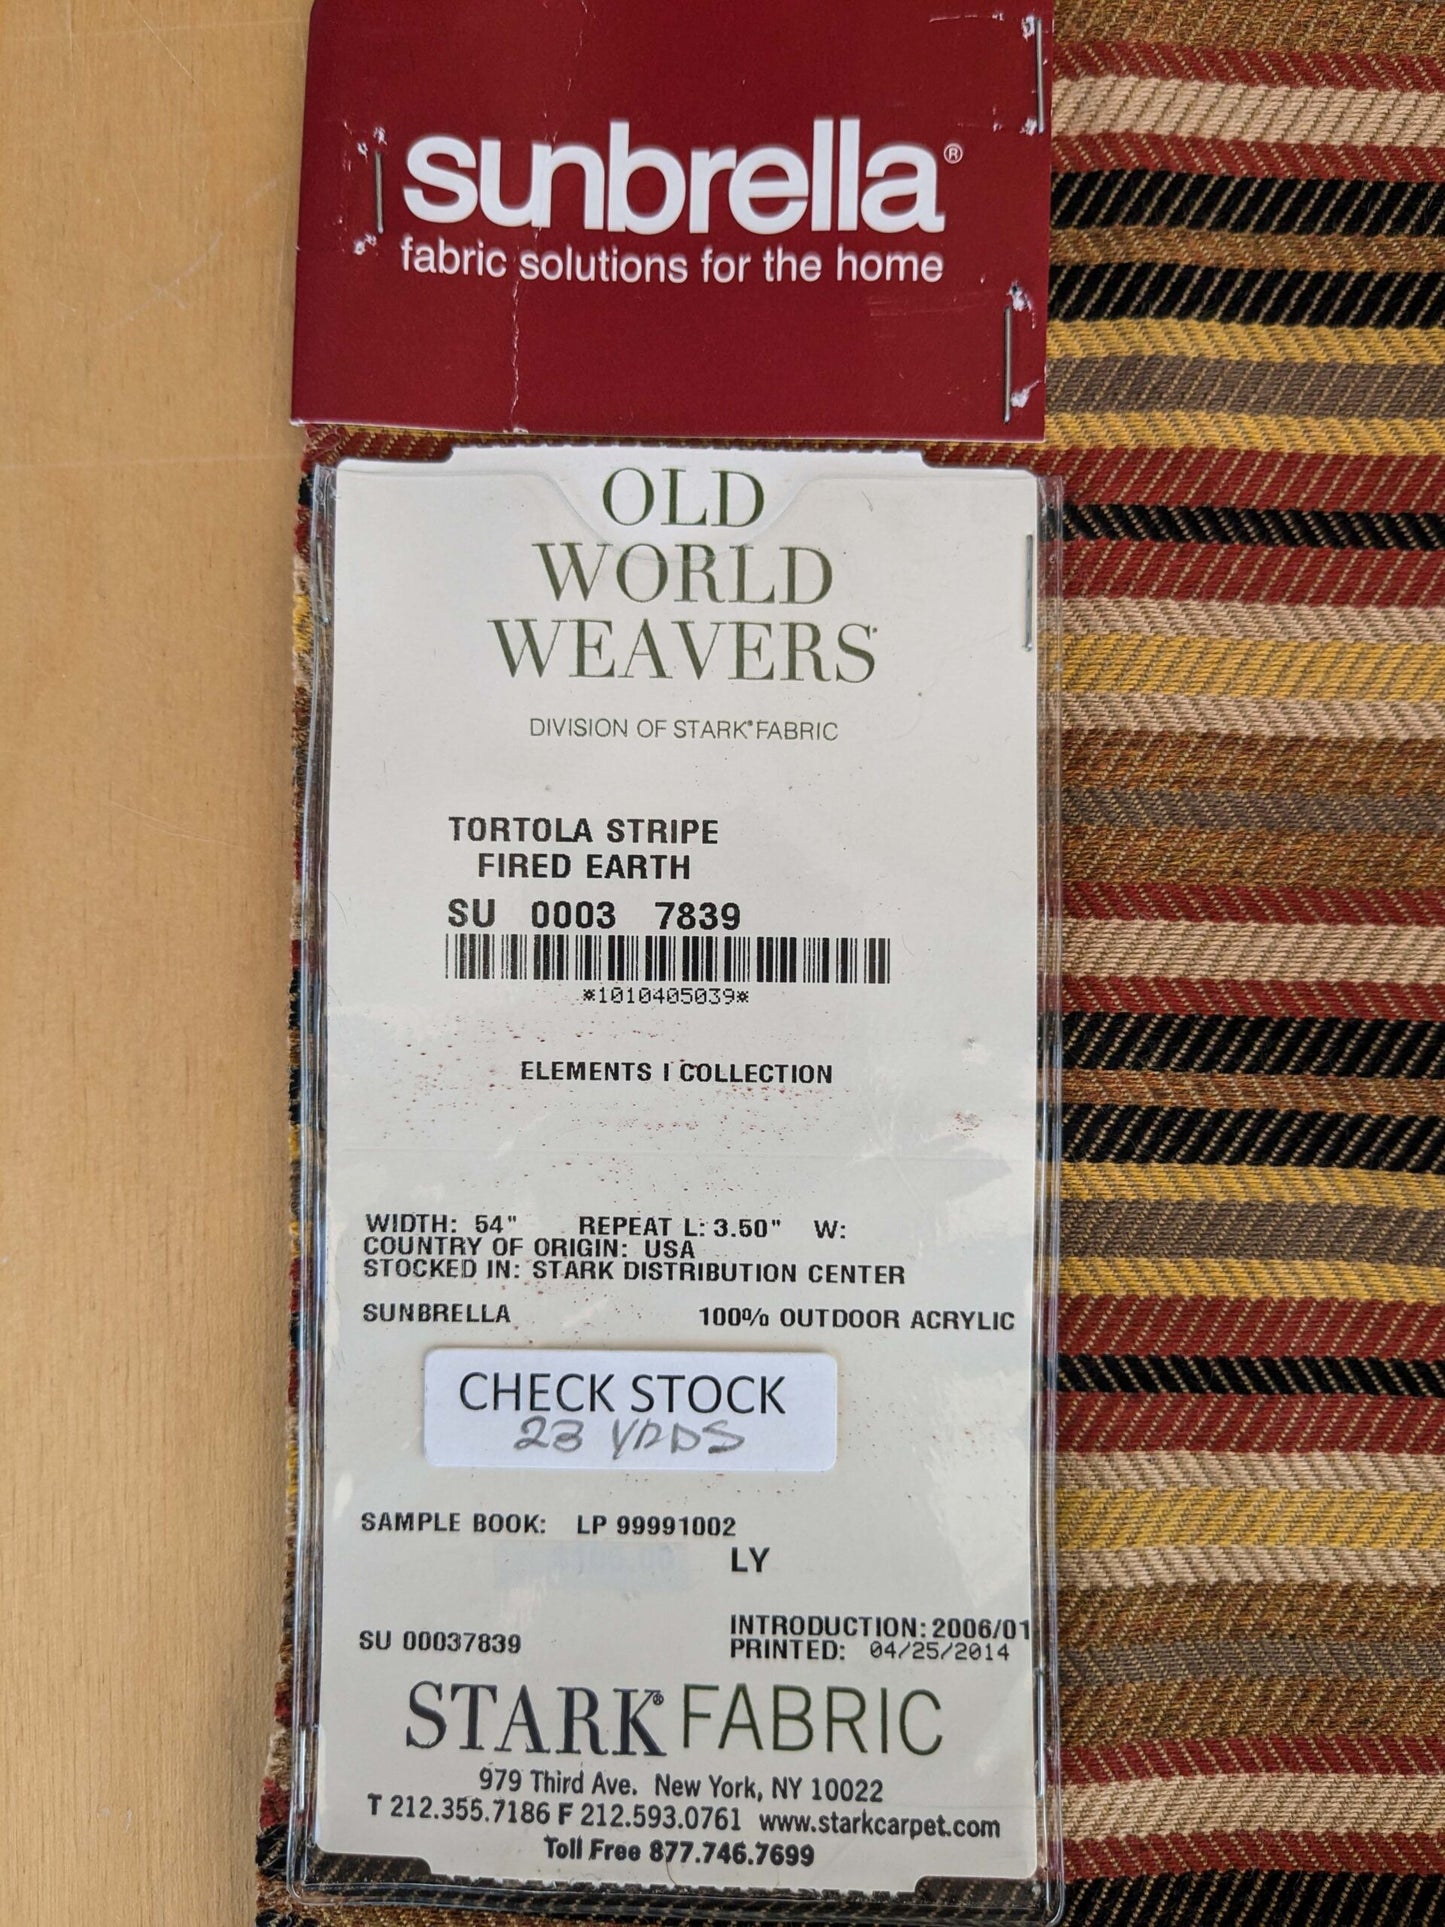 sunbrella®
fabric solutions for the home
OLD
WORLD
WEAVERS
DIVISION OF STARK® FABRIC
TORTOLA STRIPE
FIRED EARTH
SU 0003 7839
*1010405039*
ELEMENTS I COLLECTION
WIDTH: 54" REPEAT L: 3.50" W:
COUNTRY OF ORIGIN: USA
STOCKED IN: STARK DISTRIBUTION CENTER
SUNBRELLA 100% OUTDOOR ACRYLIC
CHECK STOCK
23 YRDS
SAMPLE BOOK: LP 99991002
LY
INTRODUCTION: 2006/01
SU 00037839 PRINTED: 04/25/2014
STARK® FABRIC
979 Third Ave. New York, NY 10022
T 212.355.7186 F 212.593.0761 www.starkcarpet.com
Toll Free 877.746.7699